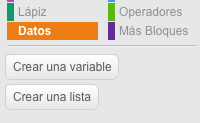 Lápiz Operadores
Datos Más Bloques
Crear una variable
Crear una lista